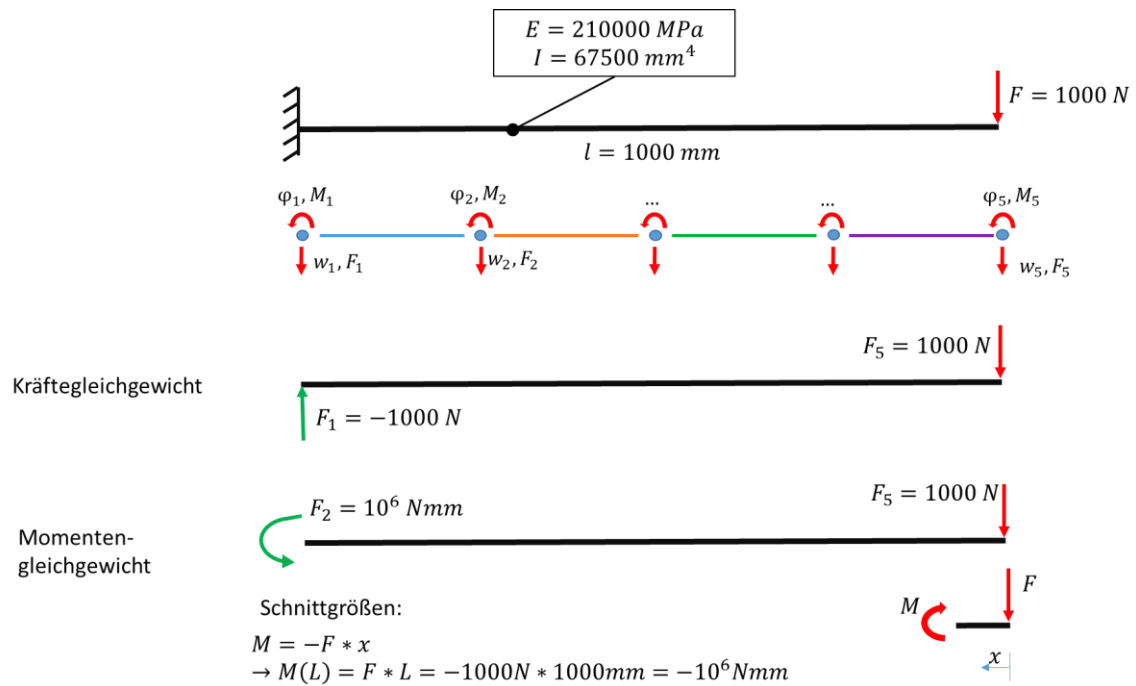 E = 210000 MPa
I = 67500 mm⁴
F = 1000 N
l = 1000 mm
φ₁, M₁
φ₂, M₂
...
...
φ₅, M₅
w₁, F₁
w₂, F₂
w₅, F₅
F₅ = 1000 N
Kräftegleichgewicht
F₁ = −1000 N
F₂ = 10⁶ Nmm
F₅ = 1000 N
Momenten-
gleichgewicht
F
M
Schnittgrößen:
M = −F * x
→ M(L) = F * L = −1000N * 1000mm = −10⁶Nmm
x